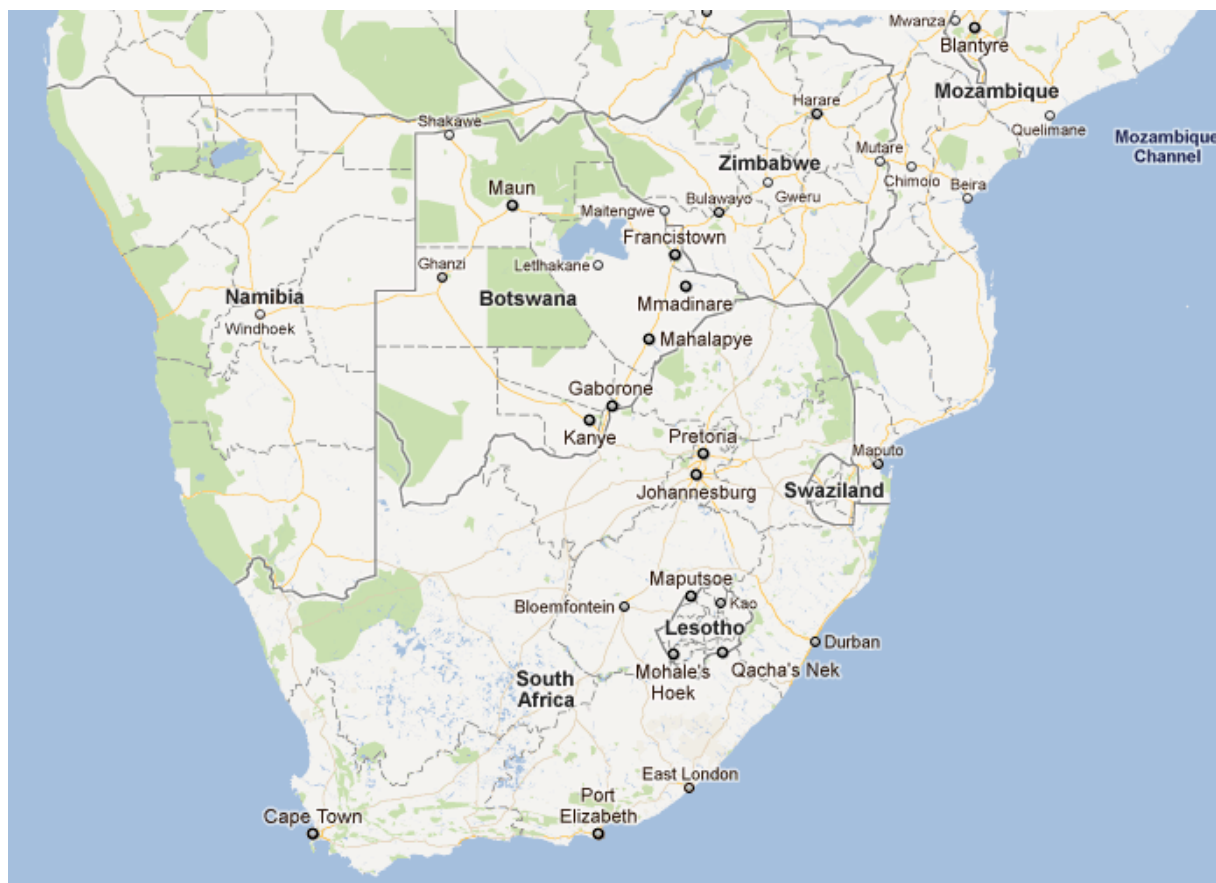 Mwanza
Blantyre
Mozambique
Harare
Quelimane
Shakawe
Mozambique
Channel
Mutare
Zimbabwe
Chimoio
Maun
Gweru
Beira
Bulawayo
Maitengwe
Francistown
Ghanzi
Letlhakane
Namibia
Botswana
Mmadinare
Windhoek
Mahalapye
Gaborone
Kanye
Pretoria
Maputo
Johannesburg
Swaziland
Maputsoe
Bloemfontein
Kao
Lesotho
Durban
Mohale's
Hoek
Qacha's Nek
South
Africa
East London
Port
Elizabeth
Cape Town